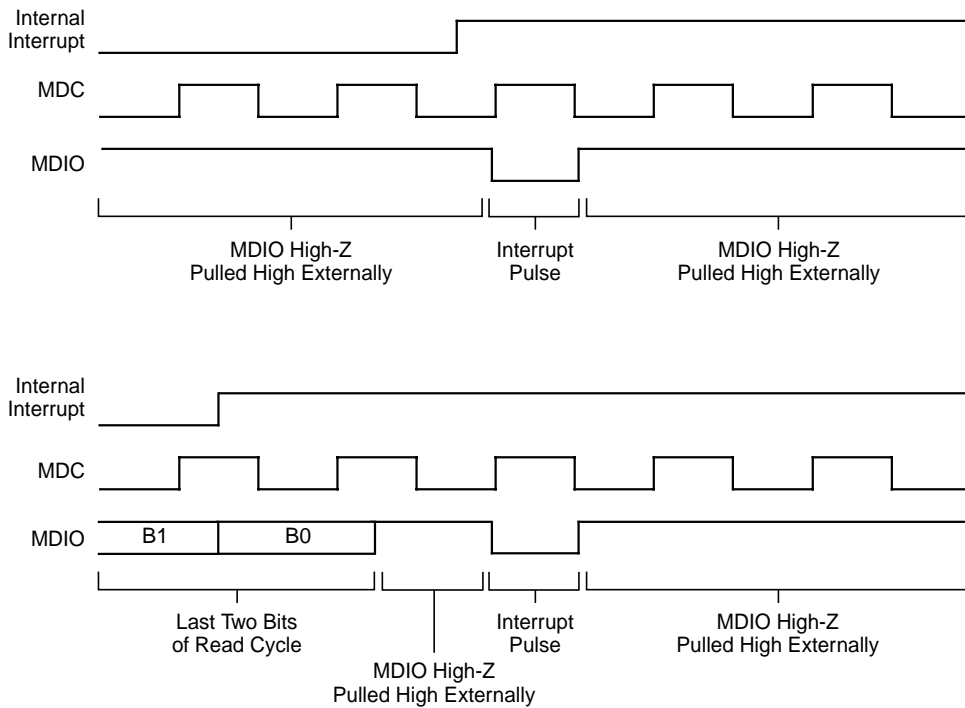 Internal
Interrupt
MDC
MDIO
MDIO High-Z
Pulled High Externally
Interrupt
Pulse
MDIO High-Z
Pulled High Externally
Internal
Interrupt
MDC
MDIO
B1
B0
Last Two Bits
of Read Cycle
MDIO High-Z
Pulled High Externally
Interrupt
Pulse
MDIO High-Z
Pulled High Externally